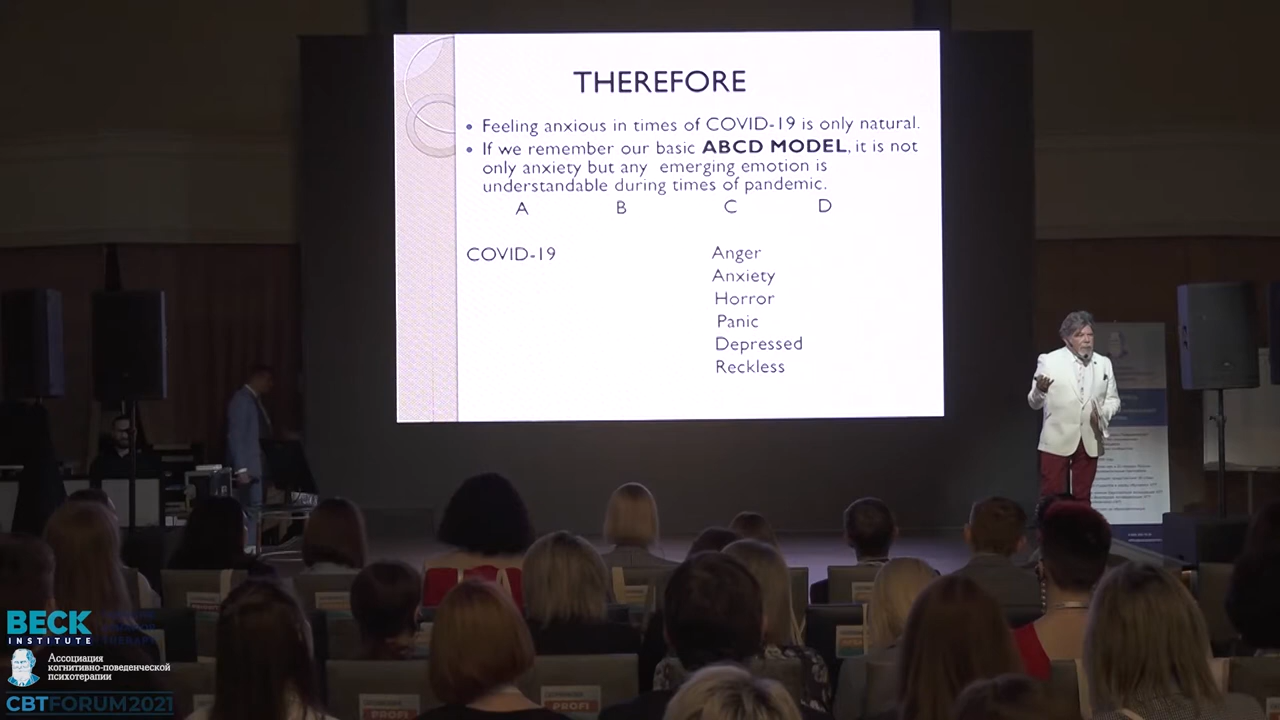 THEREFORE
• Feeling anxious in times of COVID-19 is only natural.
• If we remember our basic ABCD MODEL, it is not
only anxiety but any emerging emotion is
understandable during times of pandemic.
A B C D
COVID-19 Anger
Anxiety
Horror
Panic
Depressed
Reckless
BECK
INSTITUTE
Ассоциация
когнитивно-поведенческой
психотерапии
CBTFORUM2021
PROFI
PROFI